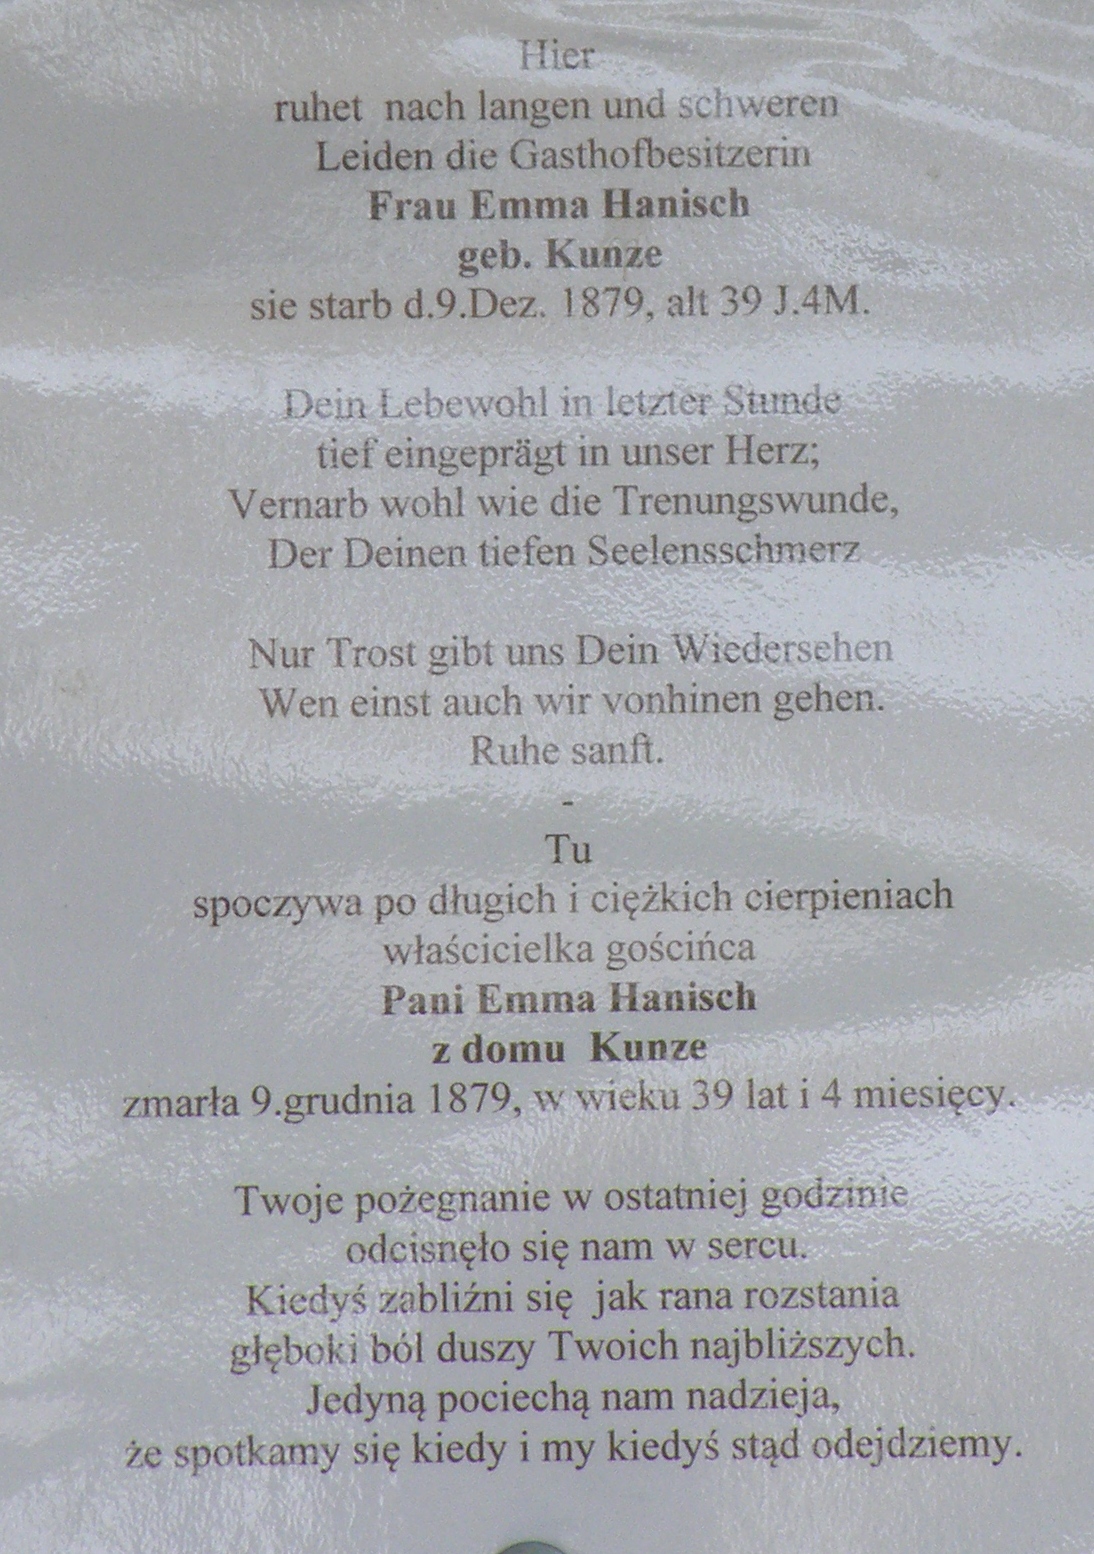 Hier
ruhet nach langen und schweren
Leiden die Gasthofbesitzerin
Frau Emma Hanisch
geb. Kunze
sie starb d.9.Dez. 1879, alt 39 J.4M.
Dein Lebewohl in letzter Stunde
tief eingeprägt in unser Herz;
Vernarb wohl wie die Trenungswunde,
Der Deinen tiefen Seelensschmerz
Nur Trost gibt uns Dein Wiedersehen
Wen einst auch wir vonhinen gehen.
Ruhe sanft.
-
Tu
spoczywa po długich i ciężkich cierpieniach
właścicielka gościńca
Pani Emma Hanisch
z domu Kunze
zmarła 9.grudnia 1879, w wieku 39 lat i 4 miesięcy.
Twoje pożegnanie w ostatniej godzinie
odcisnęło się nam w sercu.
Kiedyś zabliźni się jak rana rozstania
głęboki ból duszy Twoich najbliższych.
Jedyną pociechą nam nadzieja,
że spotkamy się kiedy i my kiedyś stąd odejdziemy.